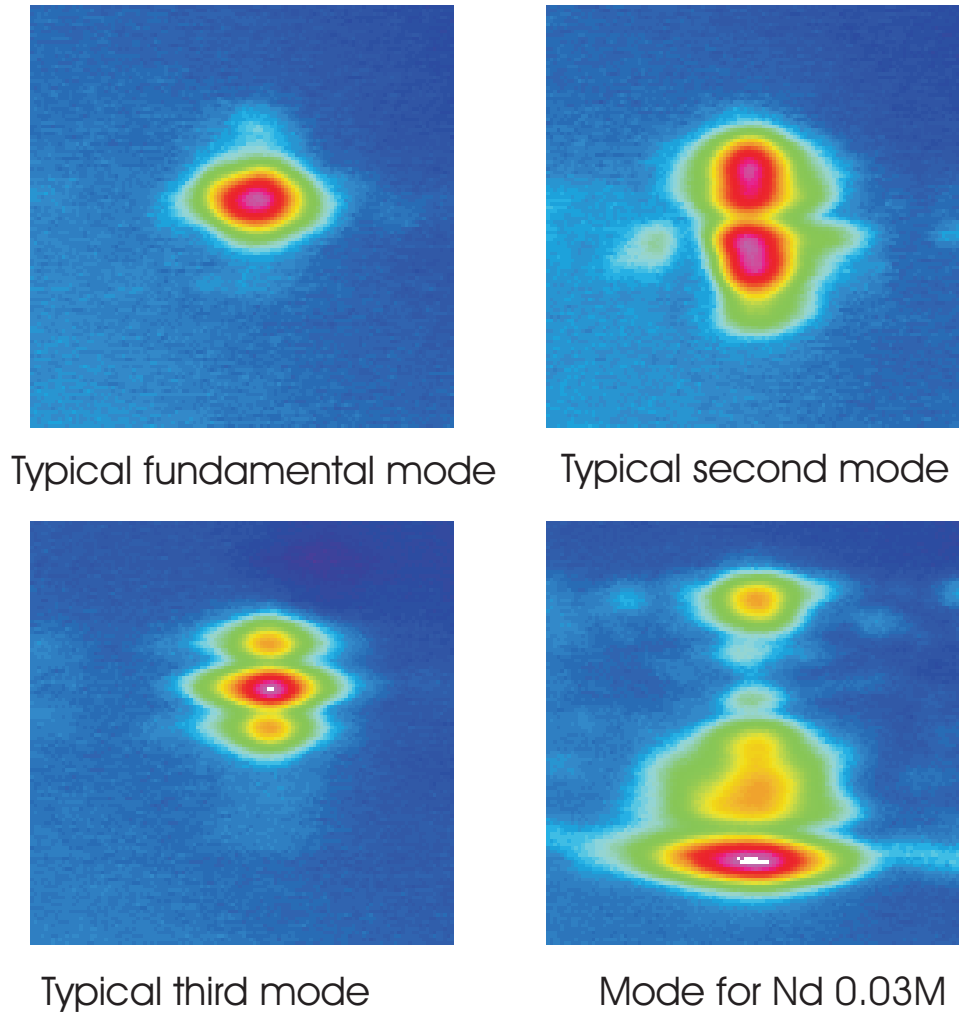 Typical fundamental mode
Typical second mode
Typical third mode
Mode for Nd 0.03M